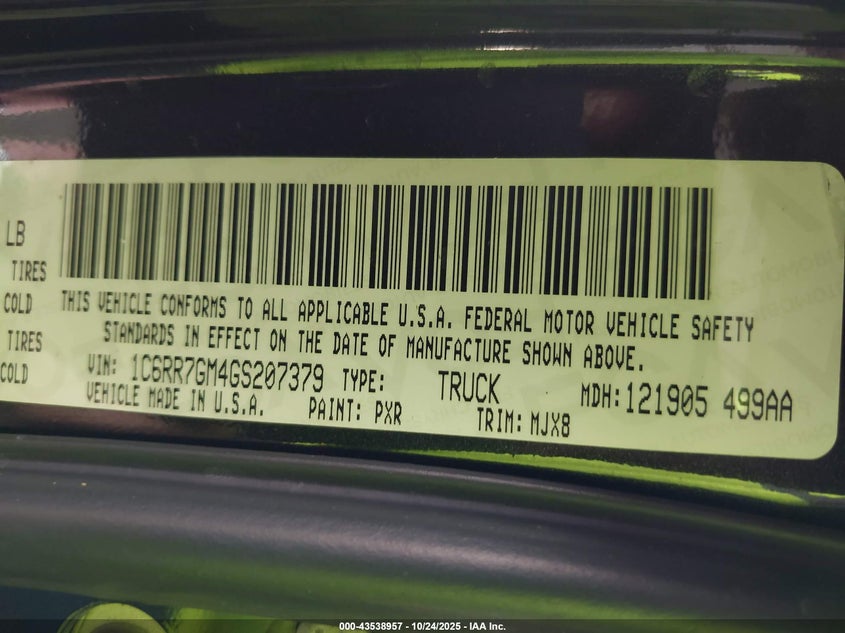 LB
TIRES
COLD
TIRES
COLD
THIS VEHICLE CONFORMS TO ALL APPLICABLE U.S.A. FEDERAL MOTOR VEHICLE SAFETY
STANDARDS IN EFFECT ON THE DATE OF MANUFACTURE SHOWN ABOVE.
VIN: 1C6RR7GM4GS207379 TYPE: TRUCK MDH:121905 499AA
VEHICLE MADE IN U.S.A. PAINT: PXR TRIM: MJX8
000-43538957 - 10/24/2025 - IAA Inc.